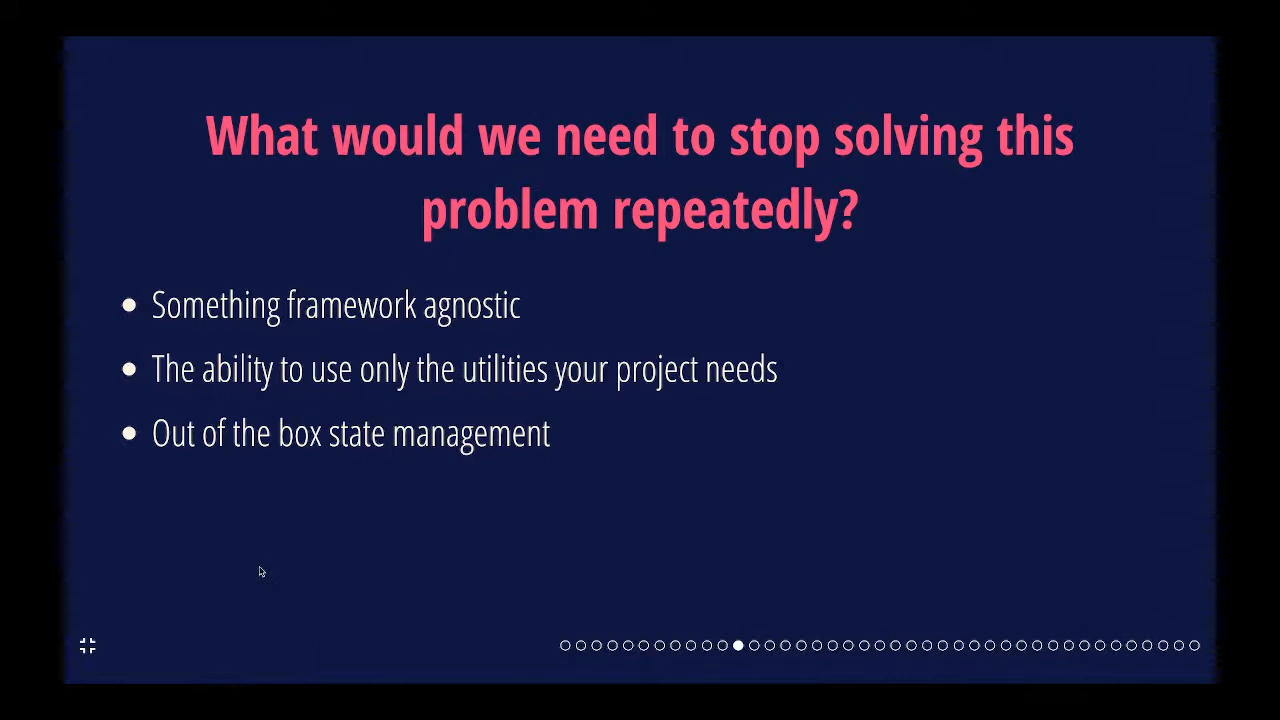 What would we need to stop solving this
problem repeatedly?
Something framework agnostic
The ability to use only the utilities your project needs
Out of the box state management